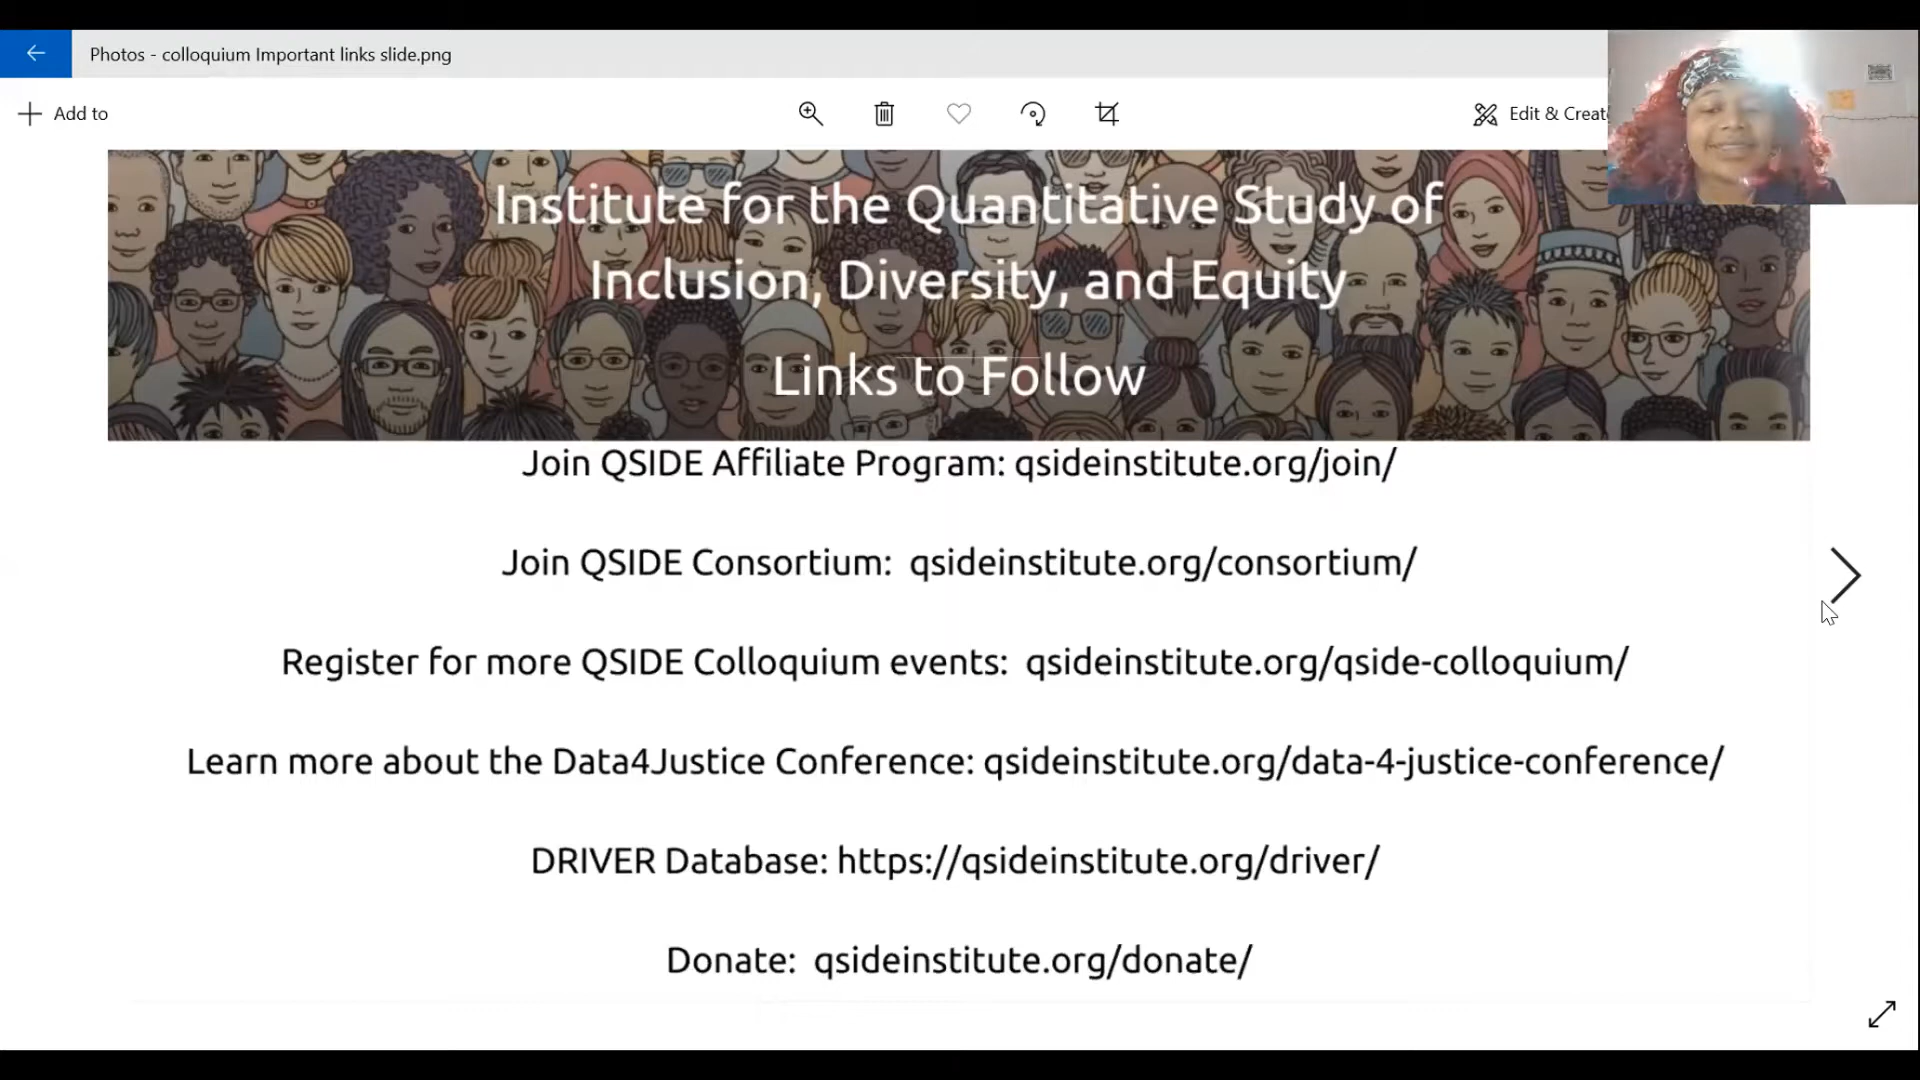 Photos - colloquium Important links slide.png
Add to
Edit & Create
Institute for the Quantitative Study of
Inclusion, Diversity, and Equity
Links to Follow
Join QSIDE Affiliate Program: qsideinstitute.org/join/
Join QSIDE Consortium: qsideinstitute.org/consortium/
Register for more QSIDE Colloquium events: qsideinstitute.org/qside-colloquium/
Learn more about the Data4Justice Conference: qsideinstitute.org/data-4-justice-conference/
DRIVER Database: https://qsideinstitute.org/driver/
Donate: qsideinstitute.org/donate/